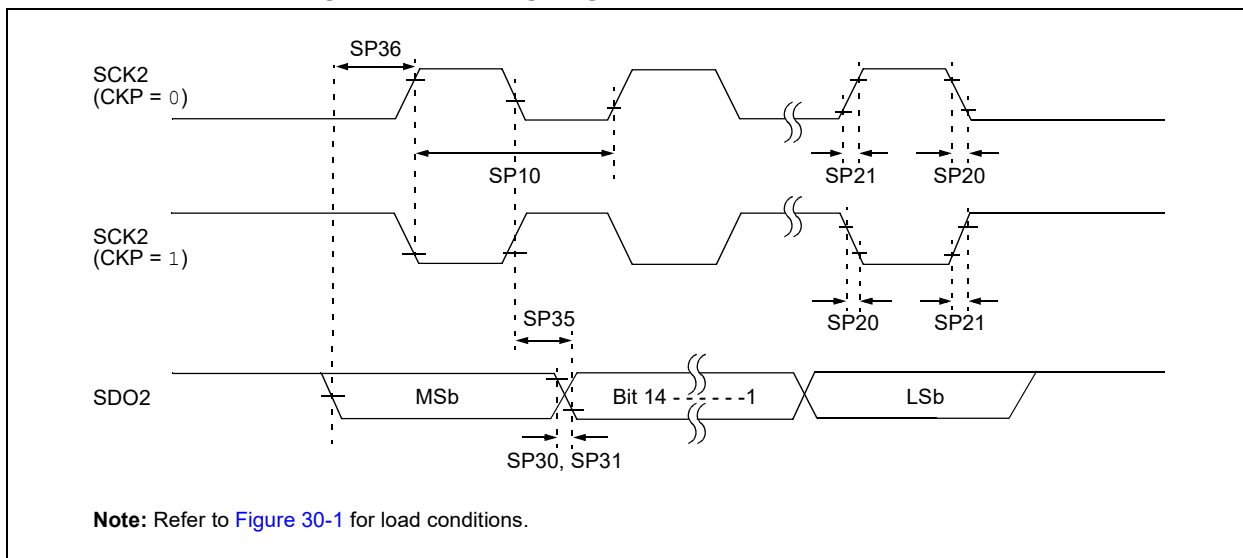 SP36
SCK2
(CKP = 0)
SP10
SP21
SP20
SCK2
(CKP = 1)
SP35
SP20
SP21
SDO2
MSb
Bit 14 - - - - - - -1
LSb
SP30, SP31
Note: Refer to Figure 30-1 for load conditions.